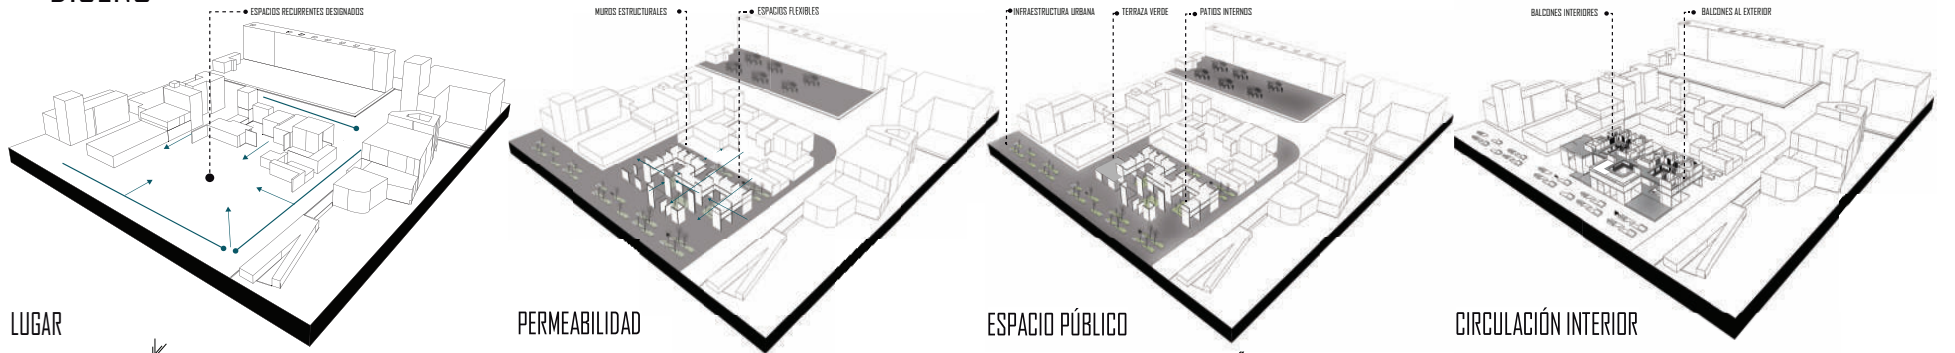 ESPACIOS RECURRENTES DESIGNADOS
MUROS ESTRUCTURALES
ESPACIOS FLEXIBLES
INFRAESTRUCTURA URBANA
TERRAZA VERDE
PATIOS INTERNOS
BALCONES INTERIORES
BALCONES AL EXTERIOR
LUGAR
PERMEABILIDAD
ESPACIO PÚBLICO
CIRCULACIÓN INTERIOR